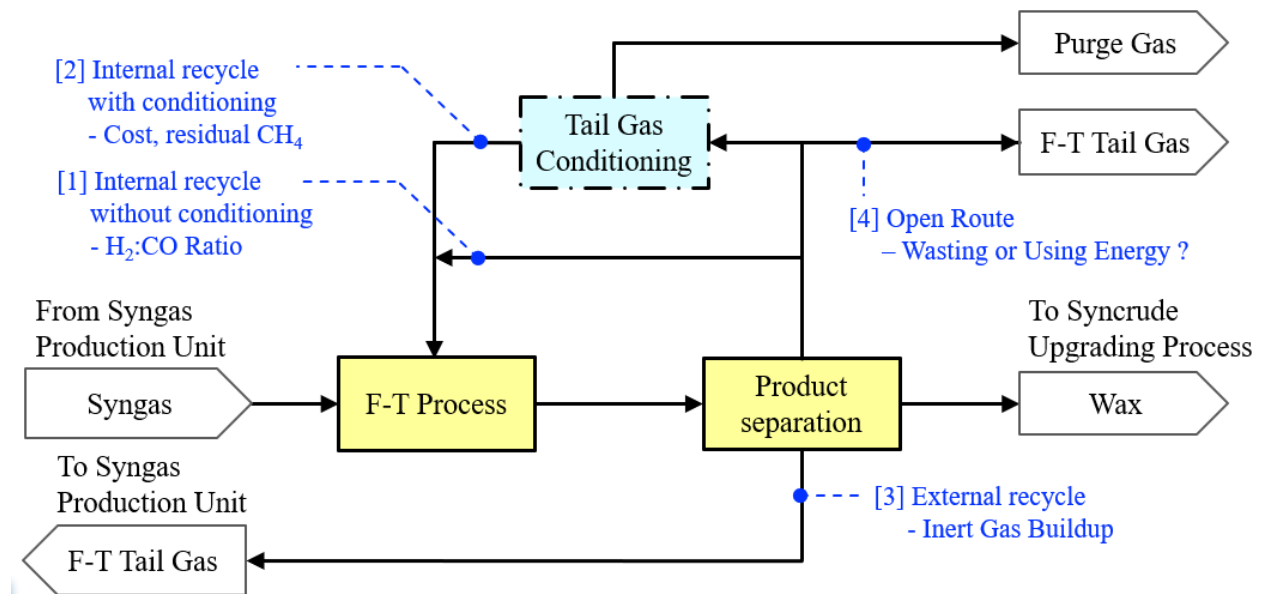 Purge Gas
[2] Internal recycle
with conditioning
- Cost, residual CH₄
Tail Gas
Conditioning
F-T Tail Gas
[1] Internal recycle
without conditioning
- H₂:CO Ratio
[4] Open Route
– Wasting or Using Energy ?
From Syngas
Production Unit
Syngas
F-T Process
Product
separation
To Syncrude
Upgrading Process
Wax
To Syngas
Production Unit
F-T Tail Gas
[3] External recycle
- Inert Gas Buildup